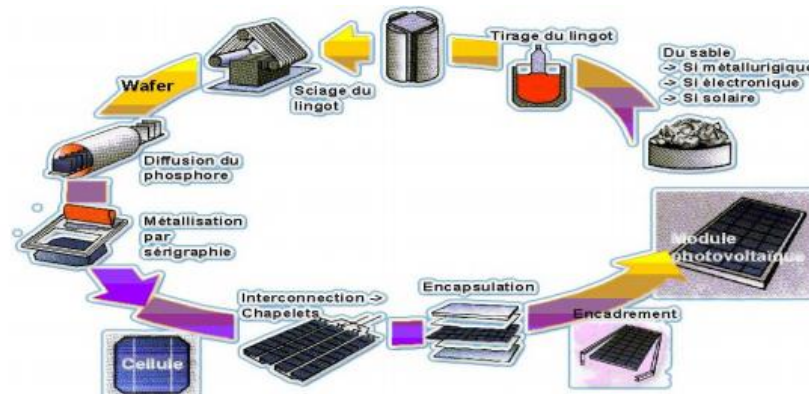 Du sable
-> Si métallurigique
-> Si électronique
-> Si solaire
Tirage du lingot
Sciage du
lingot
Wafer
Diffusion du
phosphore
Métallisation
par
sérigraphie
Cellule
Interconnection ->
Chapelets
Encapsulation
Encadrement
Module
photovoltaïque